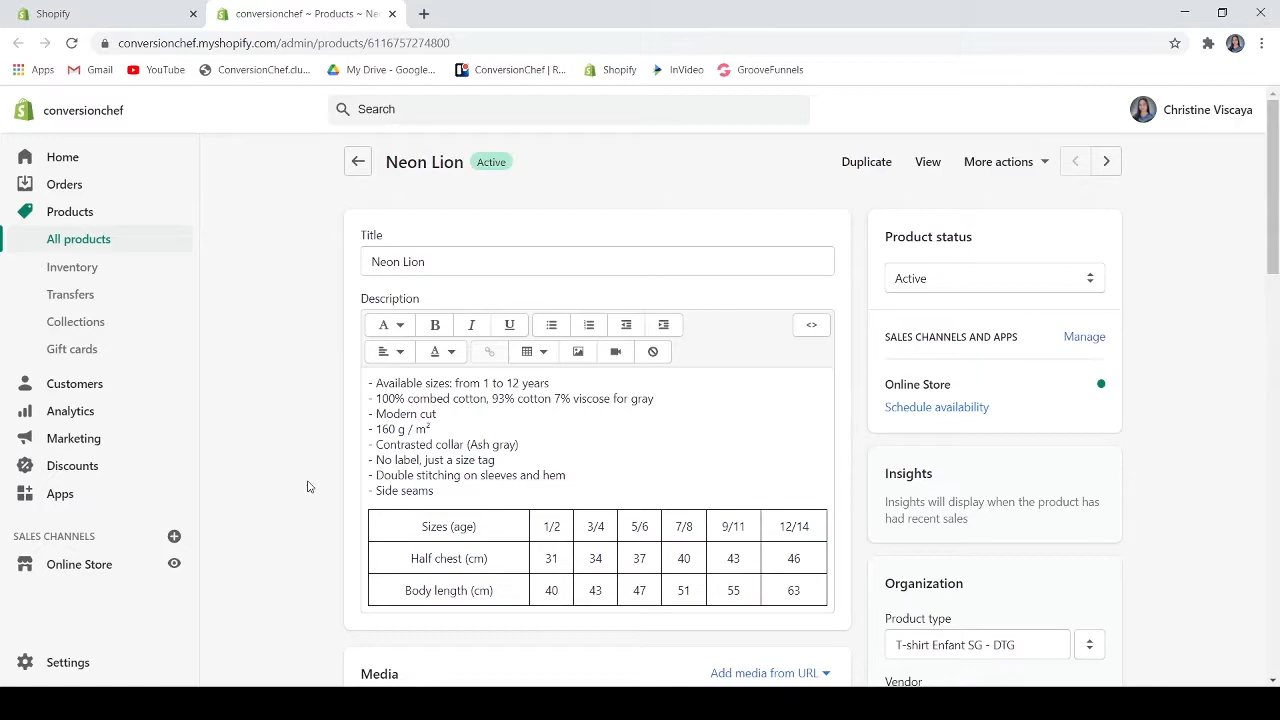 Shopify
conversionchef ~ Products ~ Ne
conversionchef.myshopify.com/admin/products/6116757274800
Apps
Gmail
YouTube
ConversionChef.clu...
My Drive - Google...
ConversionChef | R...
Shopify
InVideo
GrooveFunnels
conversionchef
Search
Christine Viscaya
Home
Orders
Products
All products
Inventory
Transfers
Collections
Gift cards
Customers
Analytics
Marketing
Discounts
Apps
SALES CHANNELS
Online Store
Settings
Neon Lion Active
Duplicate View More actions
Title
Neon Lion
Description
A B I U <>
A
- Available sizes: from 1 to 12 years
- 100% combed cotton, 93% cotton 7% viscose for gray
- Modern cut
- 160 g / m²
- Contrasted collar (Ash gray)
- No label, just a size tag
- Double stitching on sleeves and hem
- Side seams
Sizes (age) 1/2 3/4 5/6 7/8 9/11 12/14
Half chest (cm) 31 34 37 40 43 46
Body length (cm) 40 43 47 51 55 63
Media
Add media from URL
Product status
Active
SALES CHANNELS AND APPS Manage
Online Store
Schedule availability
Insights
Insights will display when the product has
had recent sales
Organization
Product type
T-shirt Enfant SG - DTG
Vendor